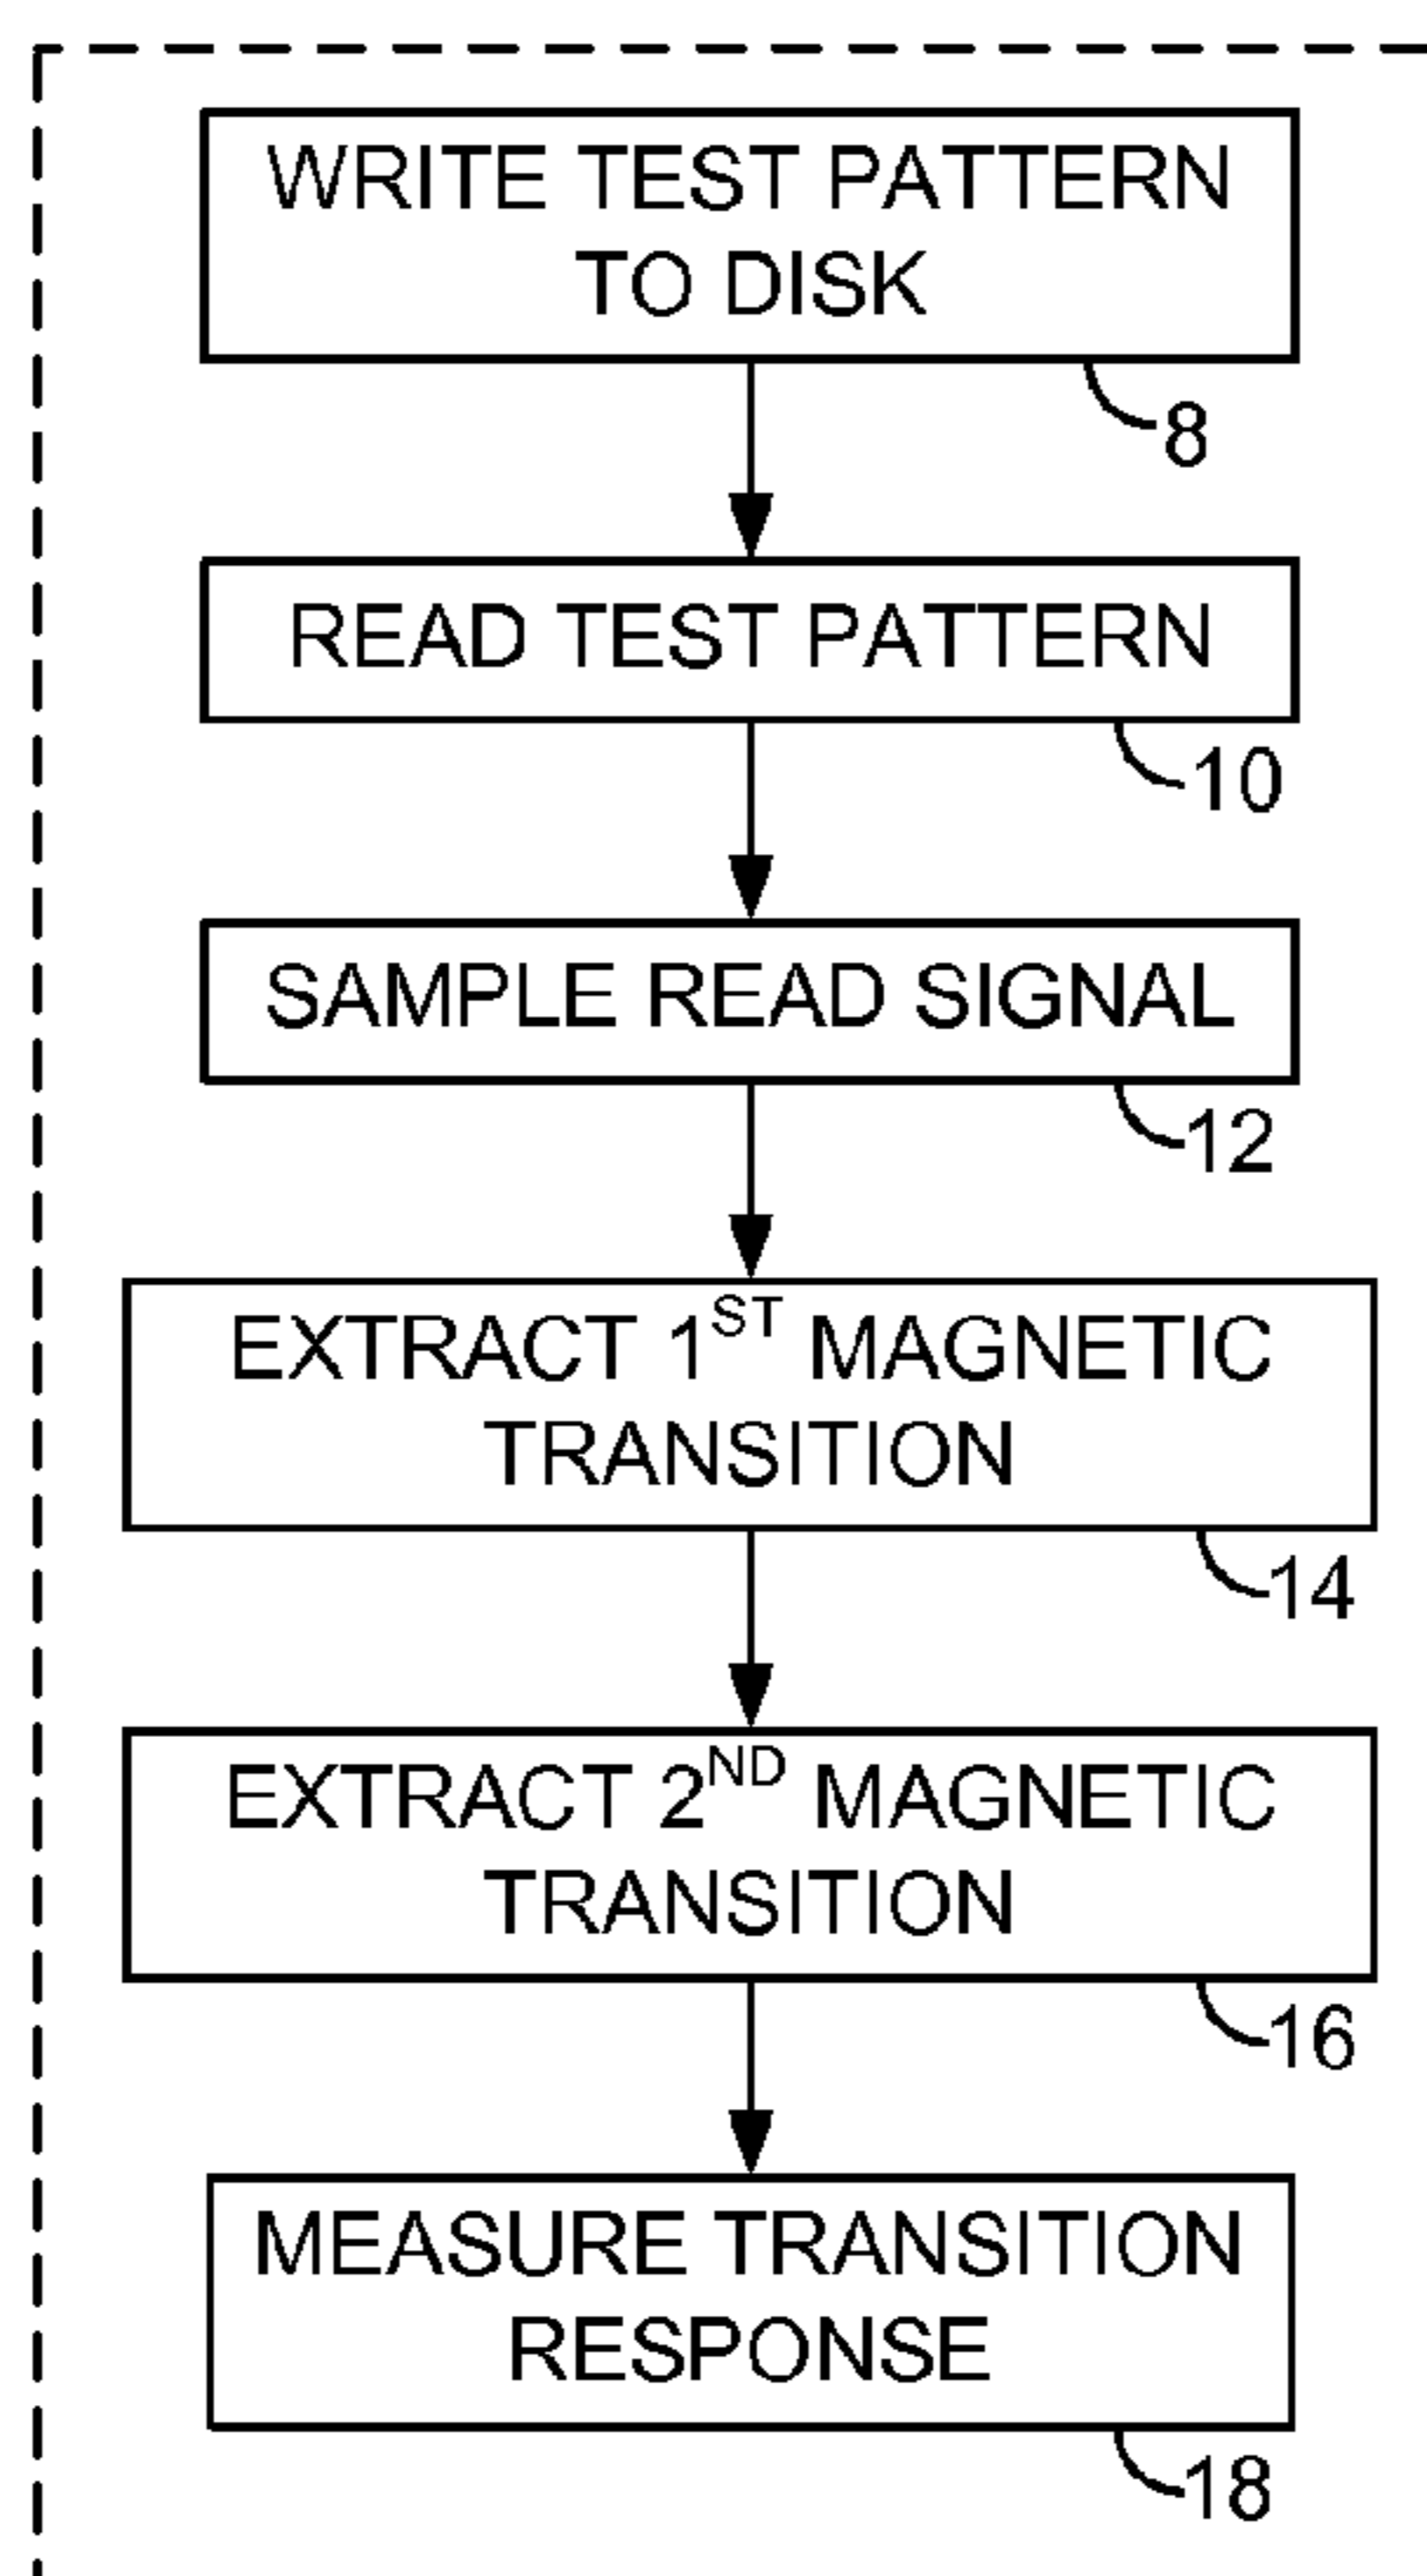 WRITE TEST PATTERN
TO DISK
8
READ TEST PATTERN
10
SAMPLE READ SIGNAL
12
EXTRACT 1ST MAGNETIC
TRANSITION
14
EXTRACT 2ND MAGNETIC
TRANSITION
16
MEASURE TRANSITION
RESPONSE
18